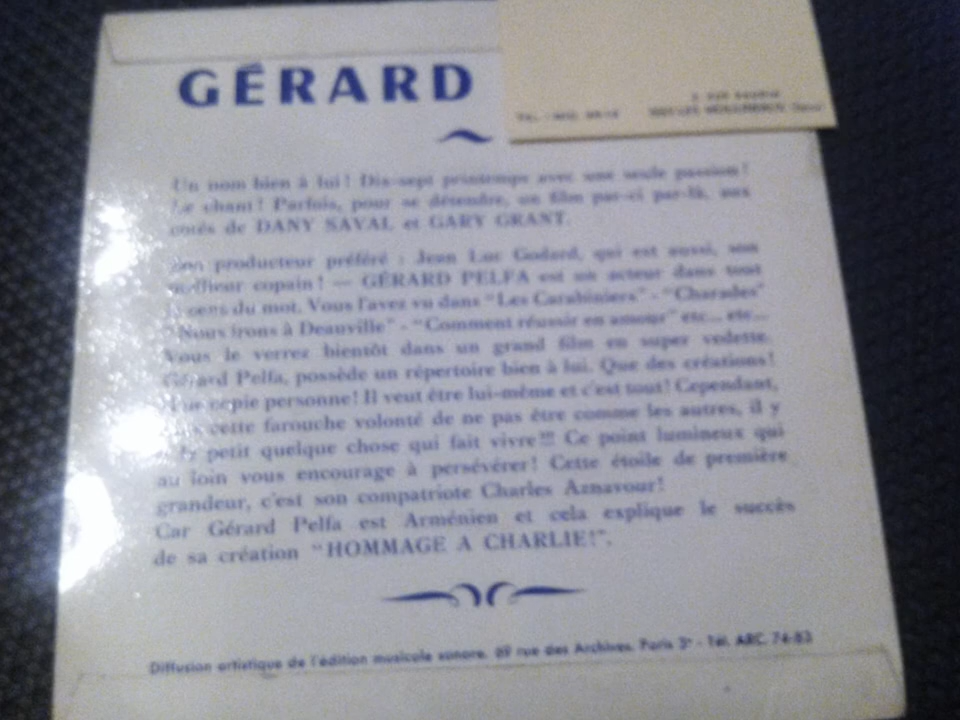 GÉRARD
Un nom bien à lui! Dix-sept printemps avec une seule passion!
Le chant! Parfois, pour se détendre, un film par-ci par-là, aux
cotés de DANY SAVAL et GARY GRANT.
Son producteur préféré : Jean Luc Godard, qui est aussi, son
meilleur copain! — GÉRARD PELFA est un acteur dans tout
le sens du mot. Vous l'avez vu dans "Les Carabiniers" - "Charades"
"Nous irons à Deauville" - "Comment réussir en amour" etc... etc...
Vous le verrez bientôt dans un grand film en super vedette.
Gérard Pelfa, possède un répertoire bien à lui. Que des créations!
copie personne! Il veut être lui-même et c'est tout! Cependant,
cette farouche volonté de ne pas être comme les autres, il y
petit quelque chose qui fait vivre!!! Ce point lumineux qui
au loin vous encourage à persévérer! Cette étoile de première
grandeur, c'est son compatriote Charles Aznavour!
Car Gérard Pelfa est Arménien et cela explique le succès
de sa création "HOMMAGE A CHARLIE!".
Diffusion artistique de l'édition musicale sonore. 69 rue des Archives. Paris 3e - Tél. ARC. 74-83